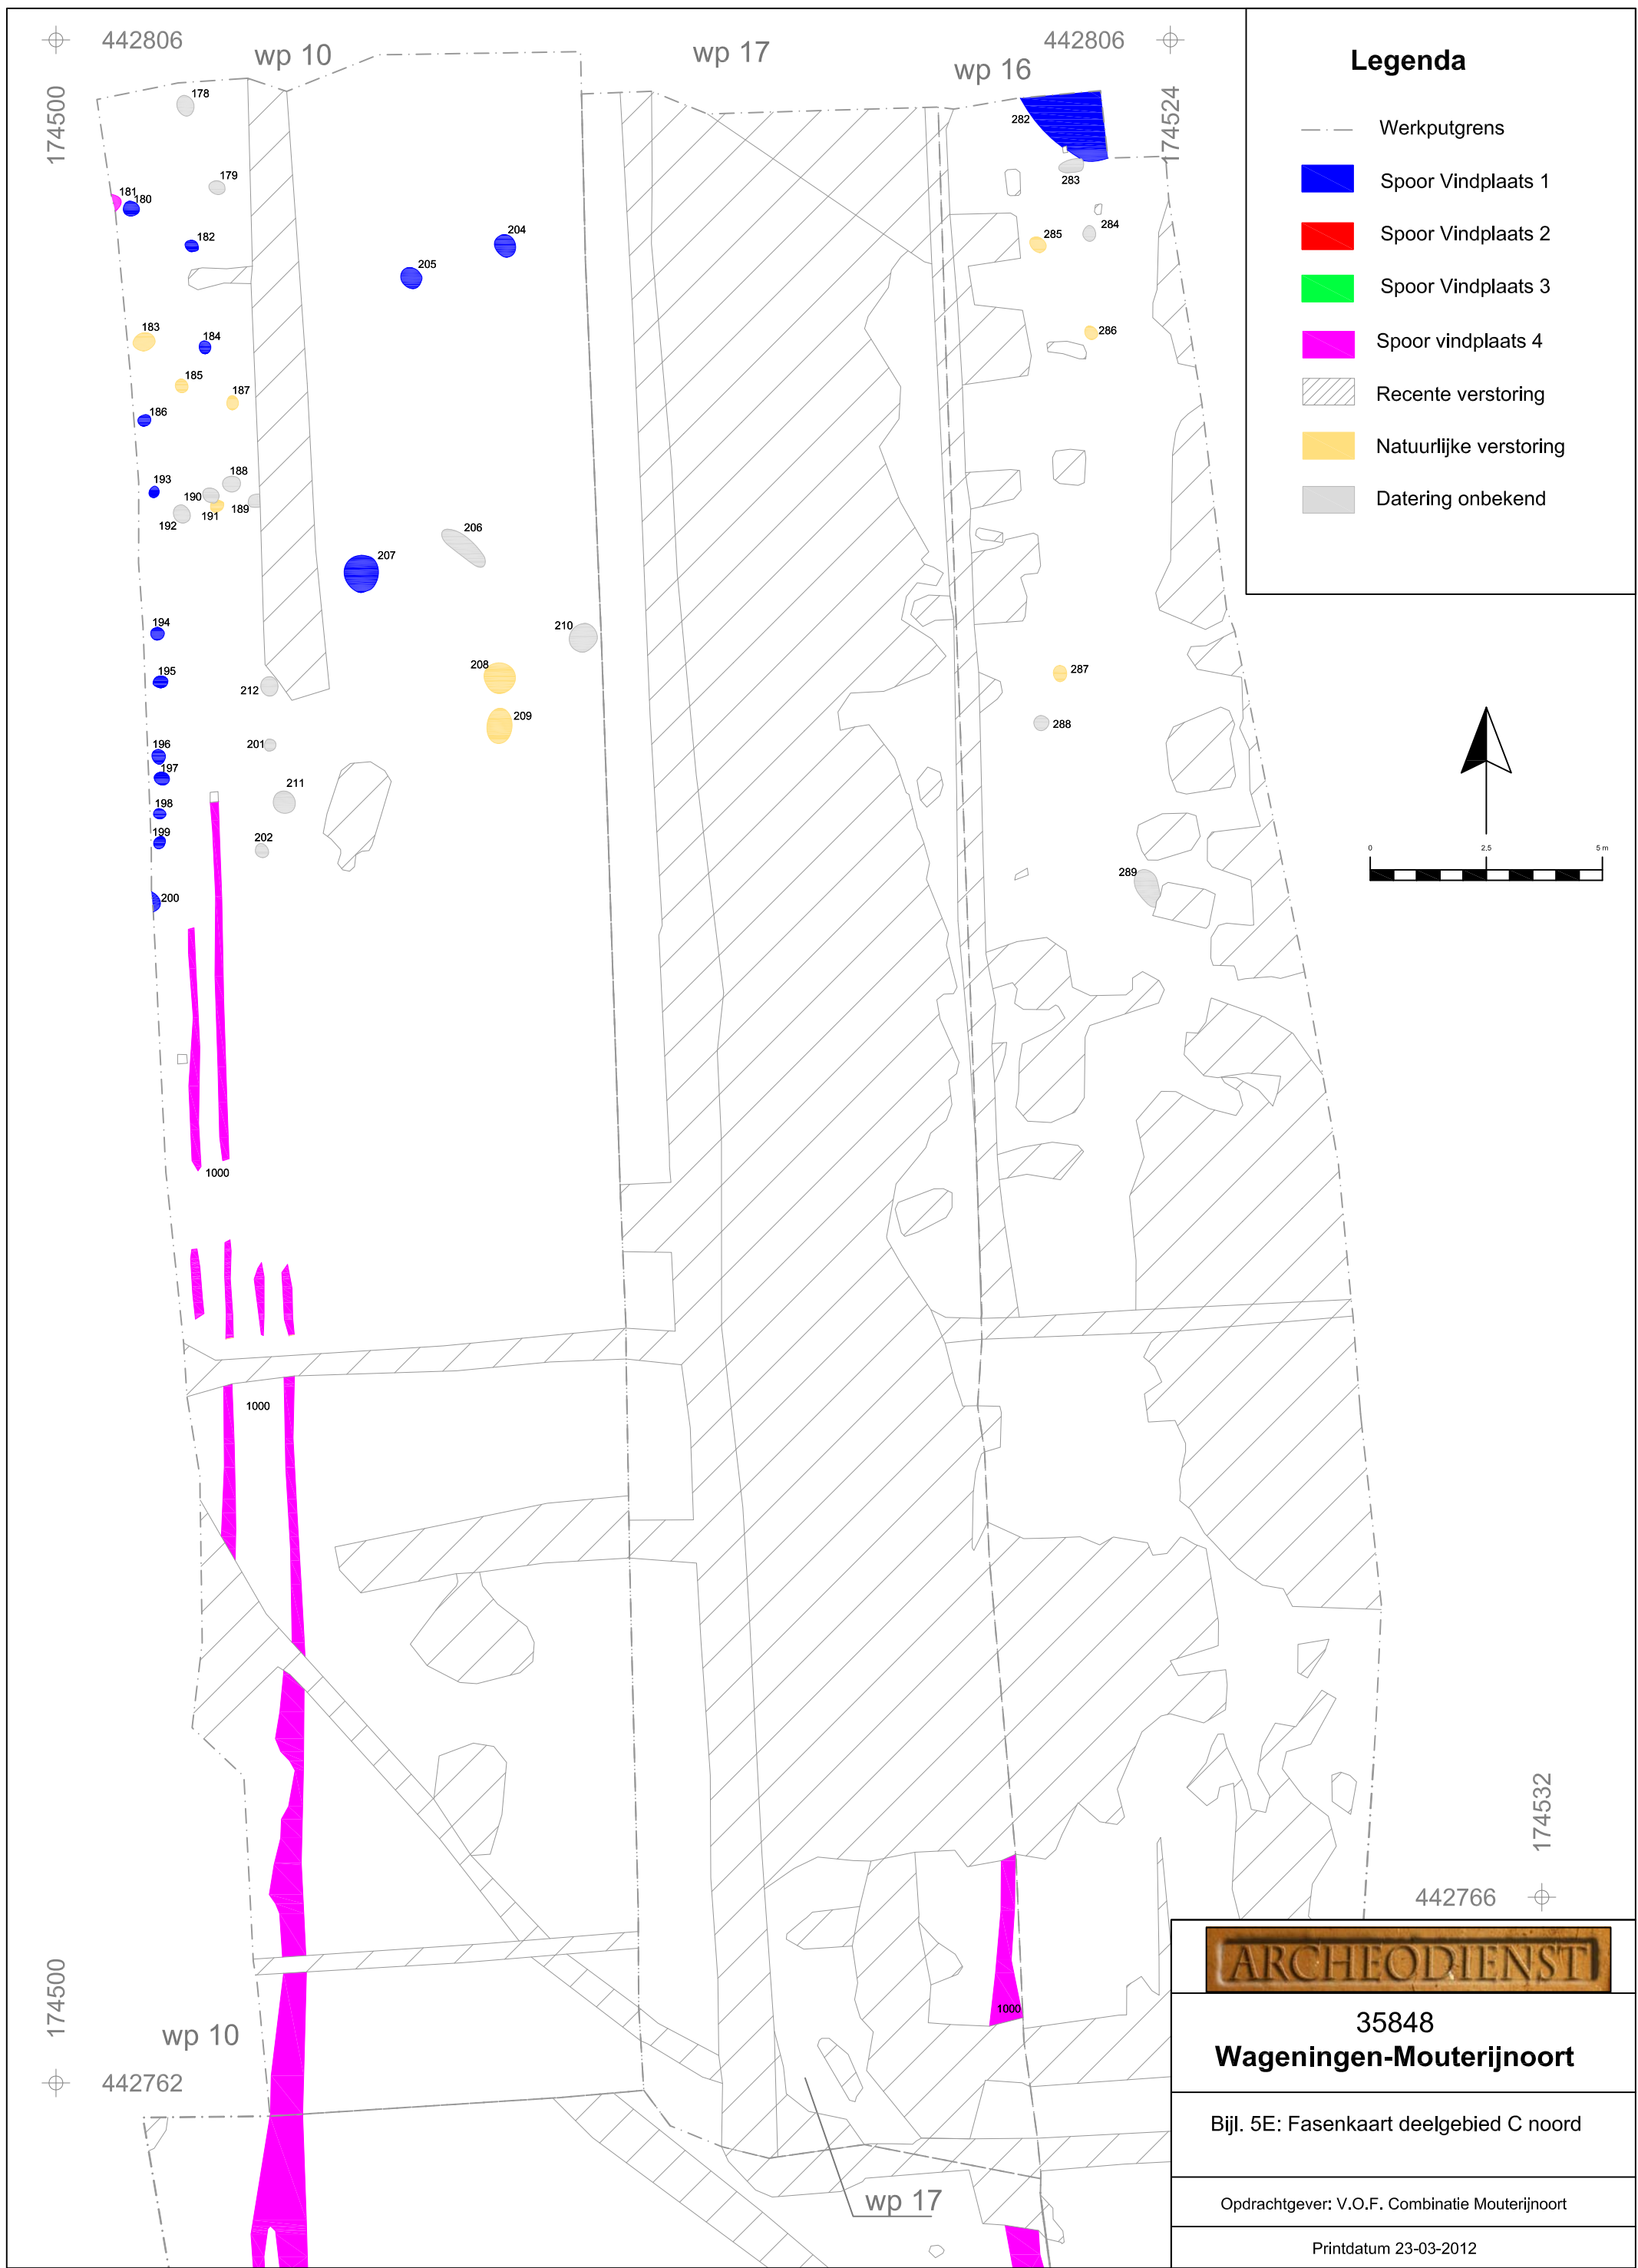 442806
wp 10
wp 17
442806
wp 16
174500
174524
Legenda
Werkputgrens
Spoor Vindplaats 1
Spoor Vindplaats 2
Spoor Vindplaats 3
Spoor vindplaats 4
Recente verstoring
Natuurlijke verstoring
Datering onbekend
178
179
181
180
182
204
205
183
184
185
187
186
193
188
190
189
191
192
206
207
194
195
210
208
209
212
196
201
197
211
198
199
202
200
282
283
284
285
286
287
288
289
0
2,5
5 m
1000
1000
1000
174532
442766
174500
wp 10
442762
wp 17
ARCHEODIENST
35848
Wageningen-Mouterijnoort
Bijl. 5E: Fasenkaart deelgebied C noord
Opdrachtgever: V.O.F. Combinatie Mouterijnoort
Printdatum 23-03-2012